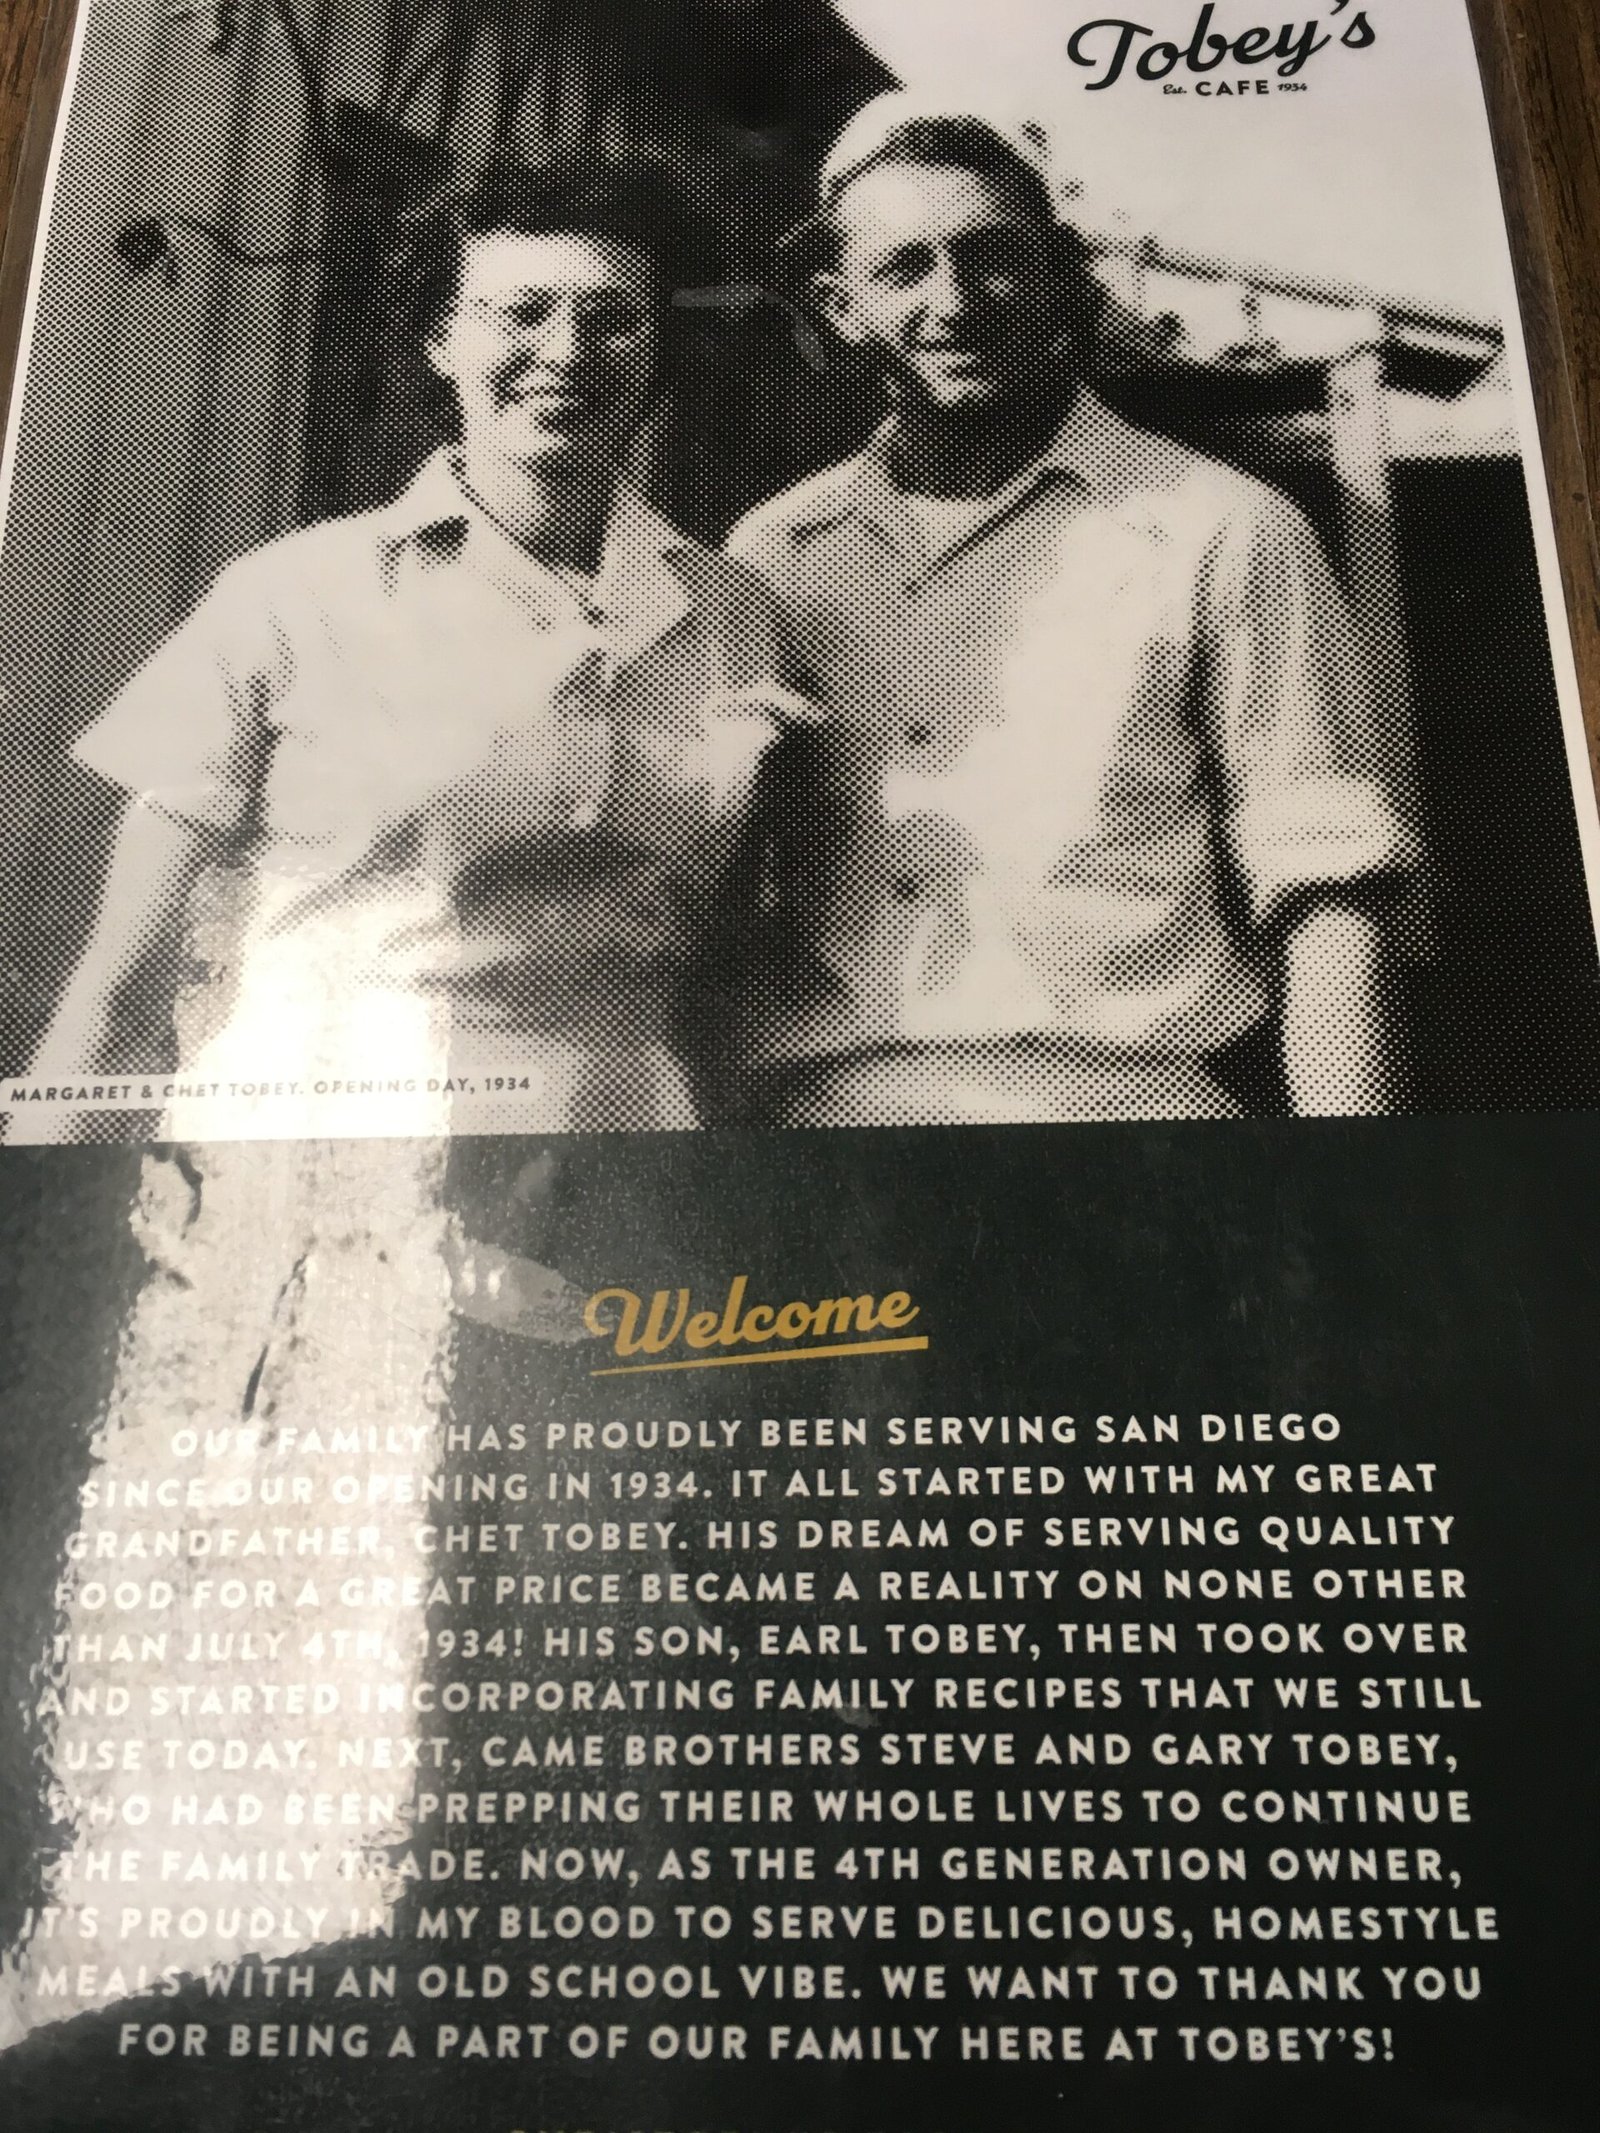 Tobey's
Est. CAFE 1934
MARGARET & CHET TOBEY. OPENING DAY, 1934
Welcome
OUR FAMILY HAS PROUDLY BEEN SERVING SAN DIEGO
SINCE OUR OPENING IN 1934. IT ALL STARTED WITH MY GREAT
GRANDFATHER, CHET TOBEY. HIS DREAM OF SERVING QUALITY
FOOD FOR A GREAT PRICE BECAME A REALITY ON NONE OTHER
THAN JULY 4TH, 1934! HIS SON, EARL TOBEY, THEN TOOK OVER
AND STARTED INCORPORATING FAMILY RECIPES THAT WE STILL
USE TODAY. NEXT, CAME BROTHERS STEVE AND GARY TOBEY,
WHO HAD BEEN PREPPING THEIR WHOLE LIVES TO CONTINUE
THE FAMILY TRADE. NOW, AS THE 4TH GENERATION OWNER,
IT'S PROUDLY IN MY BLOOD TO SERVE DELICIOUS, HOMESTYLE
MEALS WITH AN OLD SCHOOL VIBE. WE WANT TO THANK YOU
FOR BEING A PART OF OUR FAMILY HERE AT TOBEY'S!